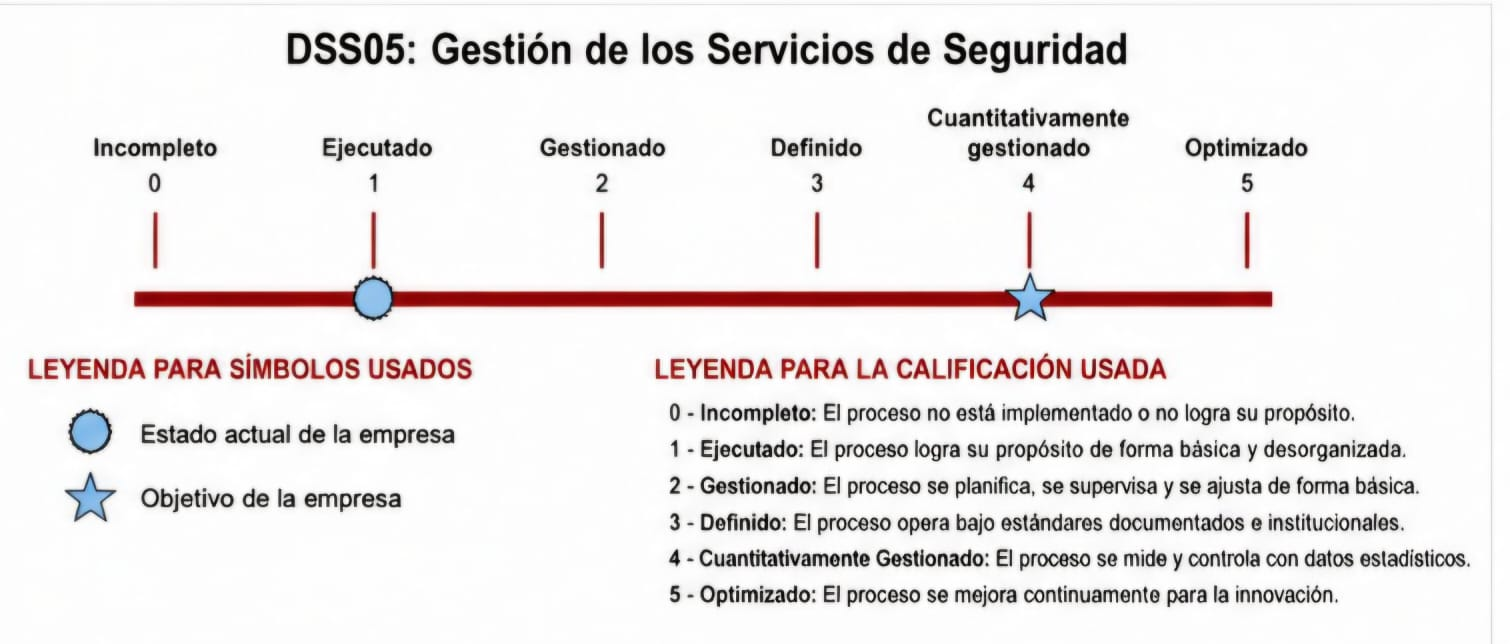 DSS05: Gestión de los Servicios de Seguridad
Incompleto
0
Ejecutado
1
Gestionado
2
Definido
3
Cuantitativamente
gestionado
4
Optimizado
5
LEYENDA PARA SÍMBOLOS USADOS
Estado actual de la empresa
Objetivo de la empresa
LEYENDA PARA LA CALIFICACIÓN USADA
0 - Incompleto: El proceso no está implementado o no logra su propósito.
1 - Ejecutado: El proceso logra su propósito de forma básica y desorganizada.
2 - Gestionado: El proceso se planifica, se supervisa y se ajusta de forma básica.
3 - Definido: El proceso opera bajo estándares documentados e institucionales.
4 - Cuantitativamente Gestionado: El proceso se mide y controla con datos estadísticos.
5 - Optimizado: El proceso se mejora continuamente para la innovación.